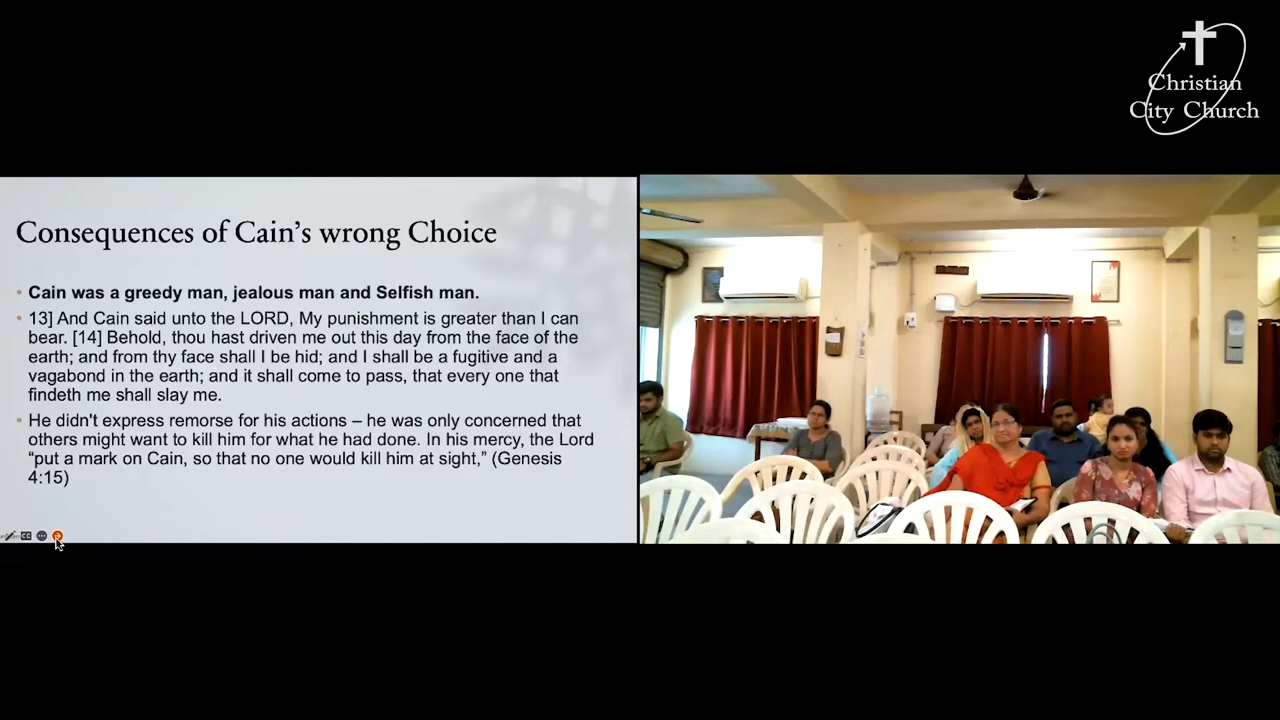 Christian
City Church
Consequences of Cain's wrong Choice
• Cain was a greedy man, jealous man and Selfish man.
• 13] And Cain said unto the LORD, My punishment is greater than I can
bear. [14] Behold, thou hast driven me out this day from the face of the
earth; and from thy face shall I be hid; and I shall be a fugitive and a
vagabond in the earth; and it shall come to pass, that every one that
findeth me shall slay me.
• He didn't express remorse for his actions – he was only concerned that
others might want to kill him for what he had done. In his mercy, the Lord
“put a mark on Cain, so that no one would kill him at sight,” (Genesis
4:15)
CC